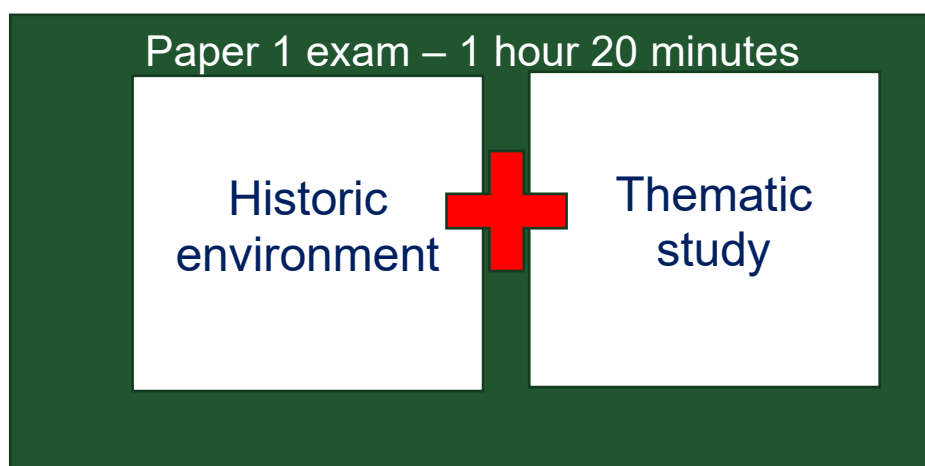 Paper 1 exam – 1 hour 20 minutes
Historic
environment
Thematic
study